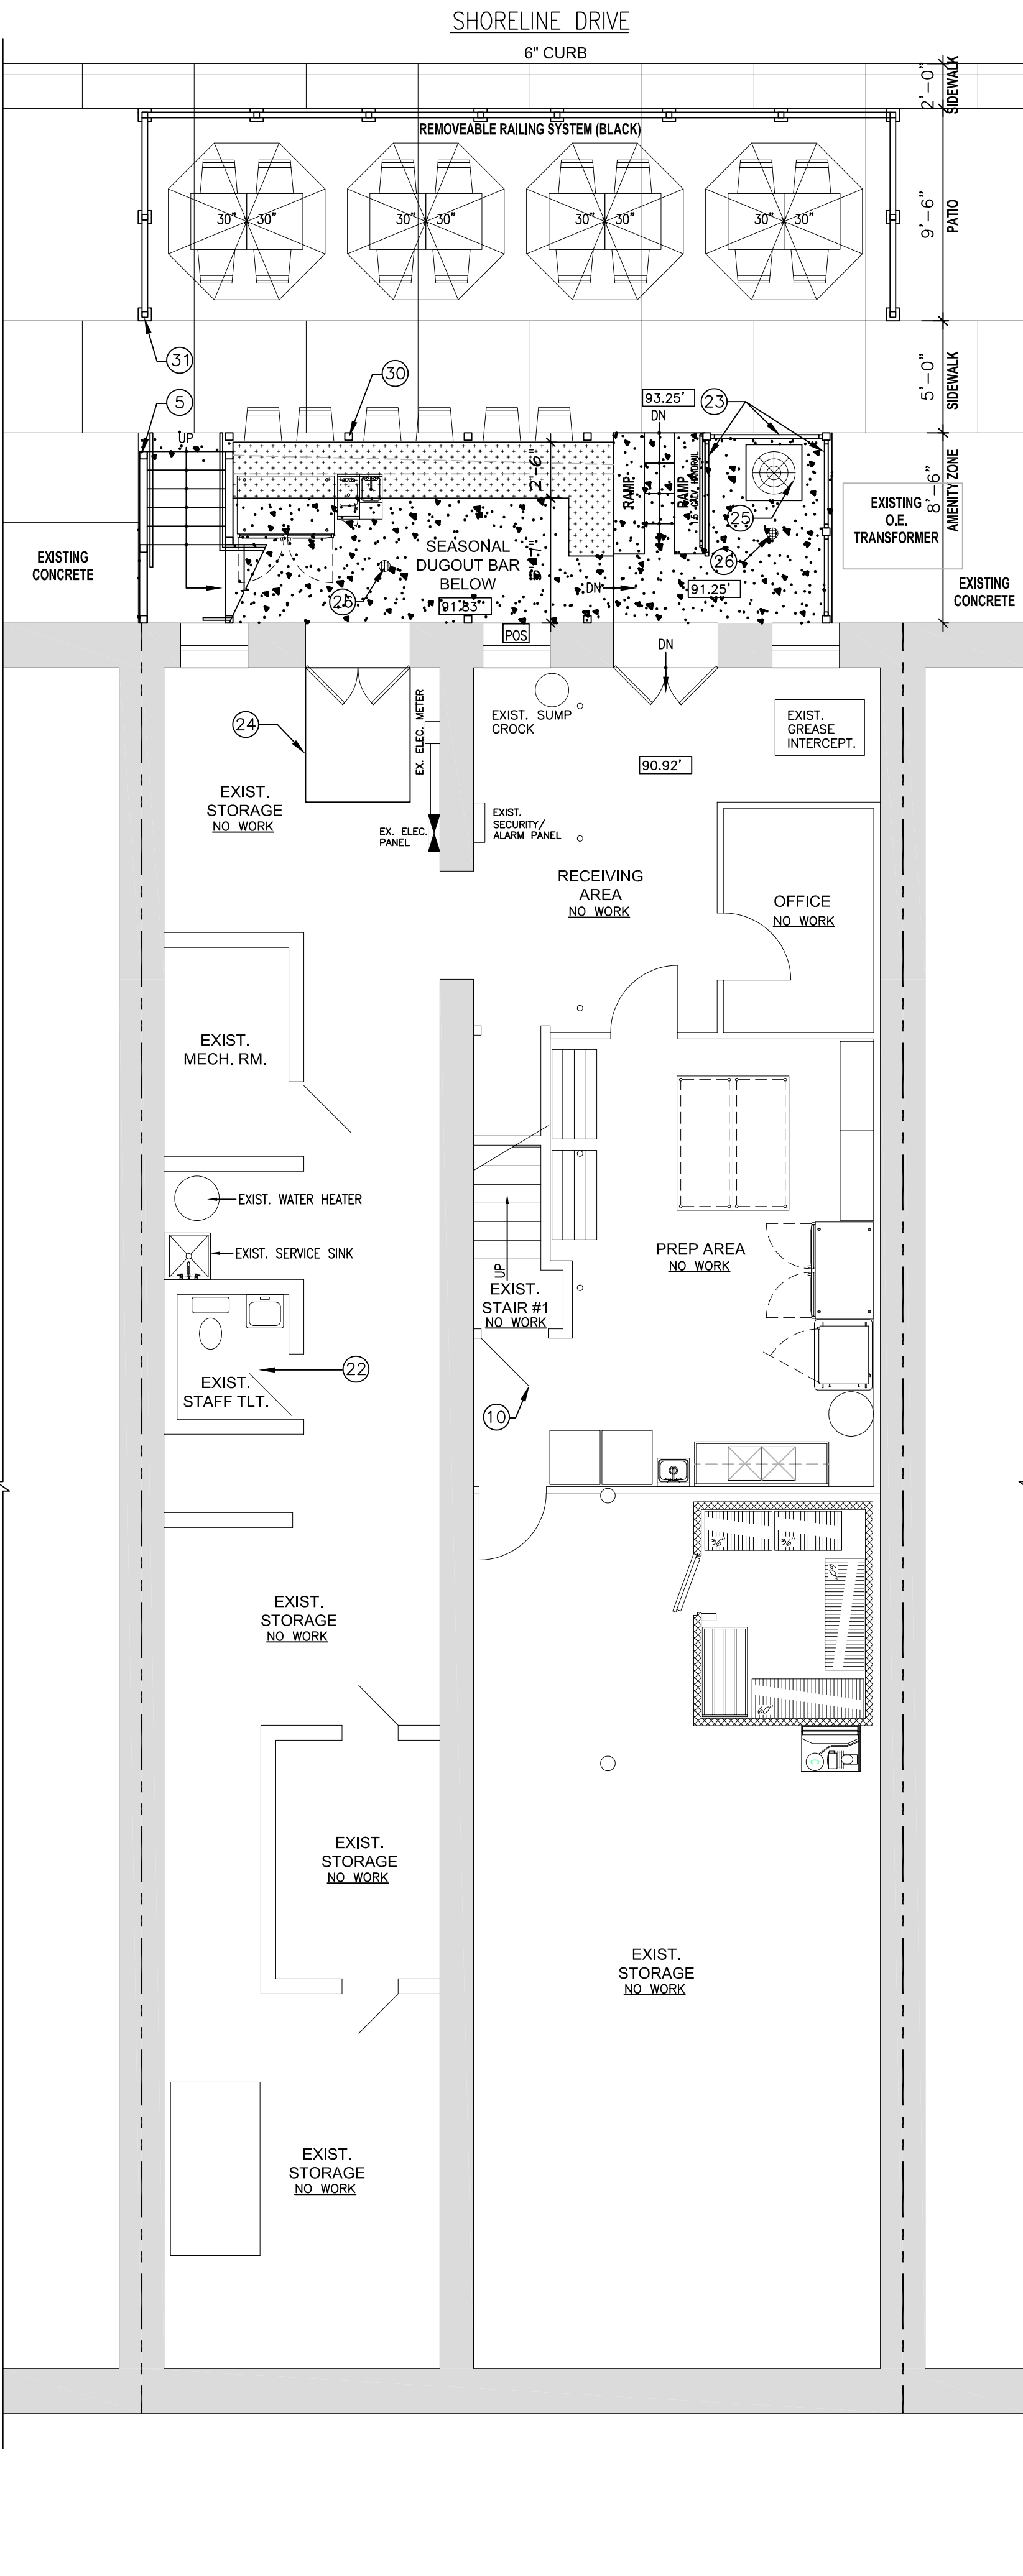 SHORELINE DRIVE
6" CURB
2'-0"
SIDEWALK
REMOVEABLE RAILING SYSTEM (BLACK)
30" 30"
30" 30"
30" 30"
30" 30"
9'-6"
PATIO
31
30
5
5'-0"
SIDEWALK
93.25'
23
UP
DN
2'-6"
RAMP
RAMP
25
26
8'-6"
AMENITY ZONE
EXISTING
O.E.
TRANSFORMER
EXISTING
CONCRETE
SEASONAL
DUGOUT BAR
BELOW
91.83'
DN
91.25'
EXISTING
CONCRETE
POS
DN
24
EX. ELEC. METER
EXIST. SUMP
CROCK
EXIST.
GREASE
INTERCEPT.
90.92'
EXIST.
STORAGE
NO WORK
EX. ELEC.
PANEL
EXIST.
SECURITY/
ALARM PANEL
RECEIVING
AREA
NO WORK
OFFICE
NO WORK
EXIST.
MECH. RM.
EXIST. WATER HEATER
EXIST. SERVICE SINK
PREP AREA
NO WORK
UP
EXIST.
STAIR #1
NO WORK
22
EXIST.
STAFF TLT.
10
36"
36"
60"
60"
EXIST.
STORAGE
NO WORK
EXIST.
STORAGE
NO WORK
EXIST.
STORAGE
NO WORK
EXIST.
STORAGE
NO WORK